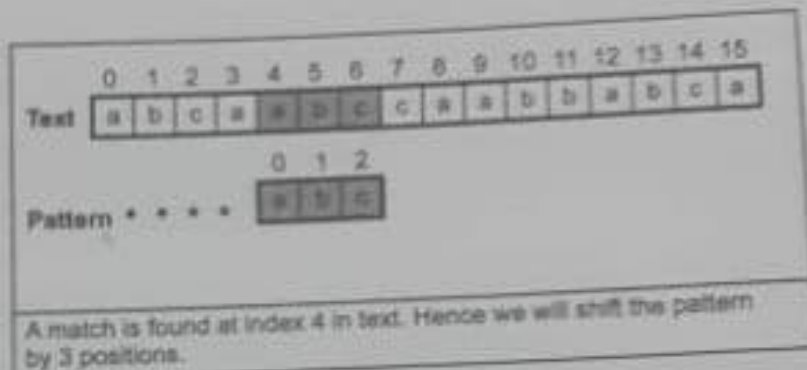 0 1 2 3 4 5 6 7 8 9 10 11 12 13 14 15
Text a b c a a b c c a a b b a b c a
0 1 2
Pattern * * * * a b c
A match is found at index 4 in text. Hence we will shift the pattern
by 3 positions.